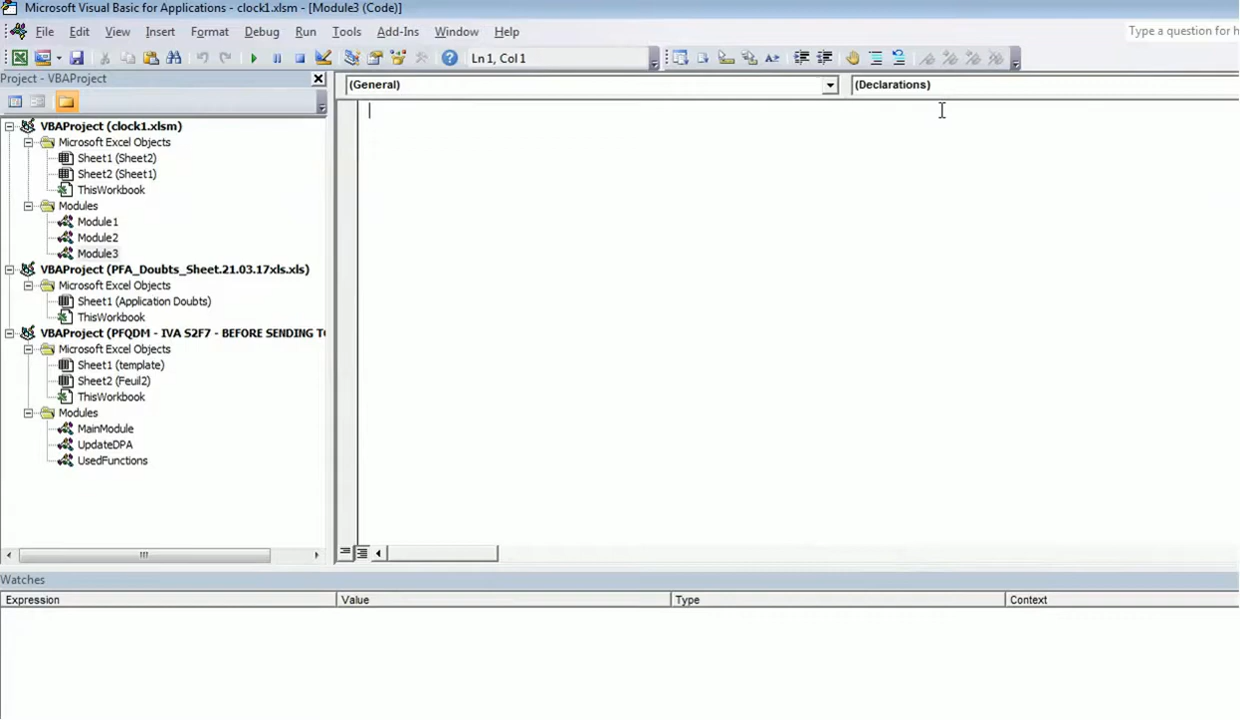 Microsoft Visual Basic for Applications - clock1.xlsm - [Module3 (Code)]
File Edit View Insert Format Debug Run Tools Add-Ins Window Help
Type a question for h
Ln1, Col1
Project - VBAProject
(General)
(Declarations)
VBAProject (clock1.xlsm)
Microsoft Excel Objects
Sheet1 (Sheet2)
Sheet2 (Sheet1)
ThisWorkbook
Modules
Module1
Module2
Module3
VBAProject (PFA_Doubts_Sheet.21.03.17xls.xls)
Microsoft Excel Objects
Sheet1 (Application Doubts)
ThisWorkbook
VBAProject (PFQDM - IVA S2F7 - BEFORE SENDING T
Microsoft Excel Objects
Sheet1 (template)
Sheet2 (Feuil2)
ThisWorkbook
Modules
MainModule
UpdateDPA
UsedFunctions
Watches
Expression Value Type Context